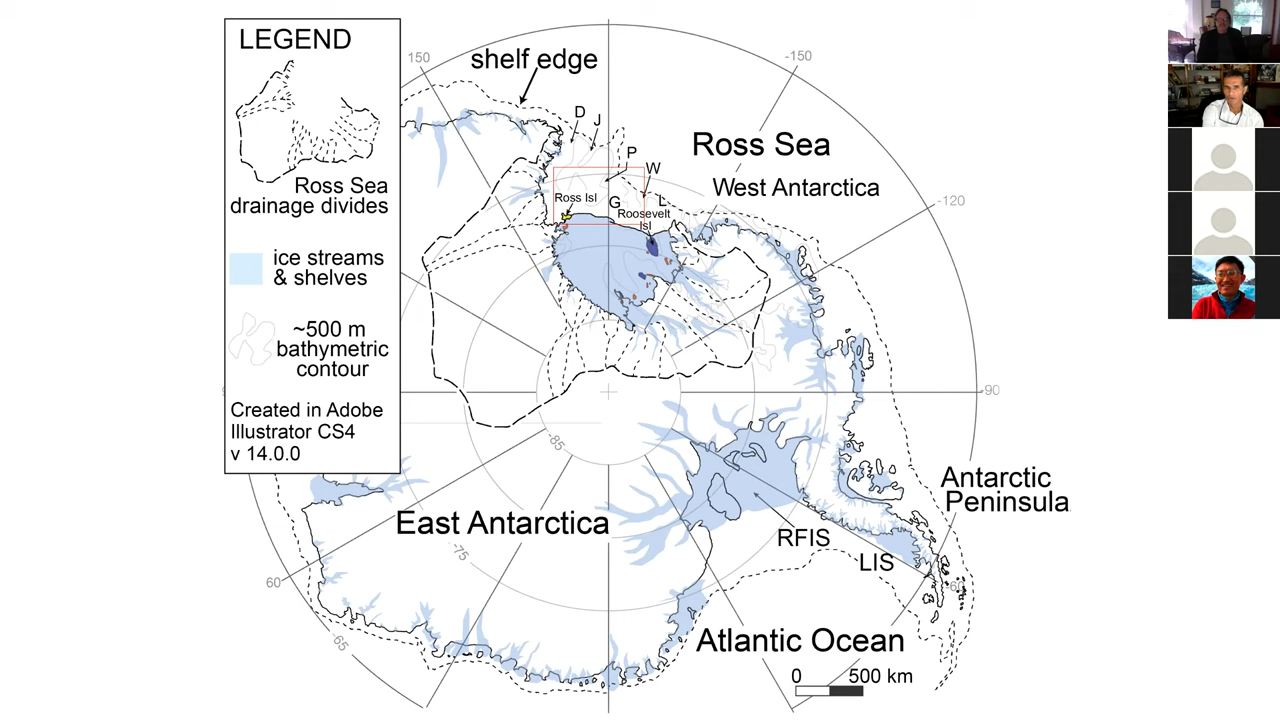 LEGEND
Ross Sea
drainage divides
ice streams
& shelves
~500 m
bathymetric
contour
Created in Adobe
Illustrator CS4
v 14.0.0
150
shelf edge
-150
D
J
Ross Sea
P
W
West Antarctica
-120
Ross Isl
G
L
Roosevelt
Isl
-90
-85
Antarctic
Peninsula
East Antarctica
RFIS
-75
LIS
60
-60
-65
Atlantic Ocean
0
500 km